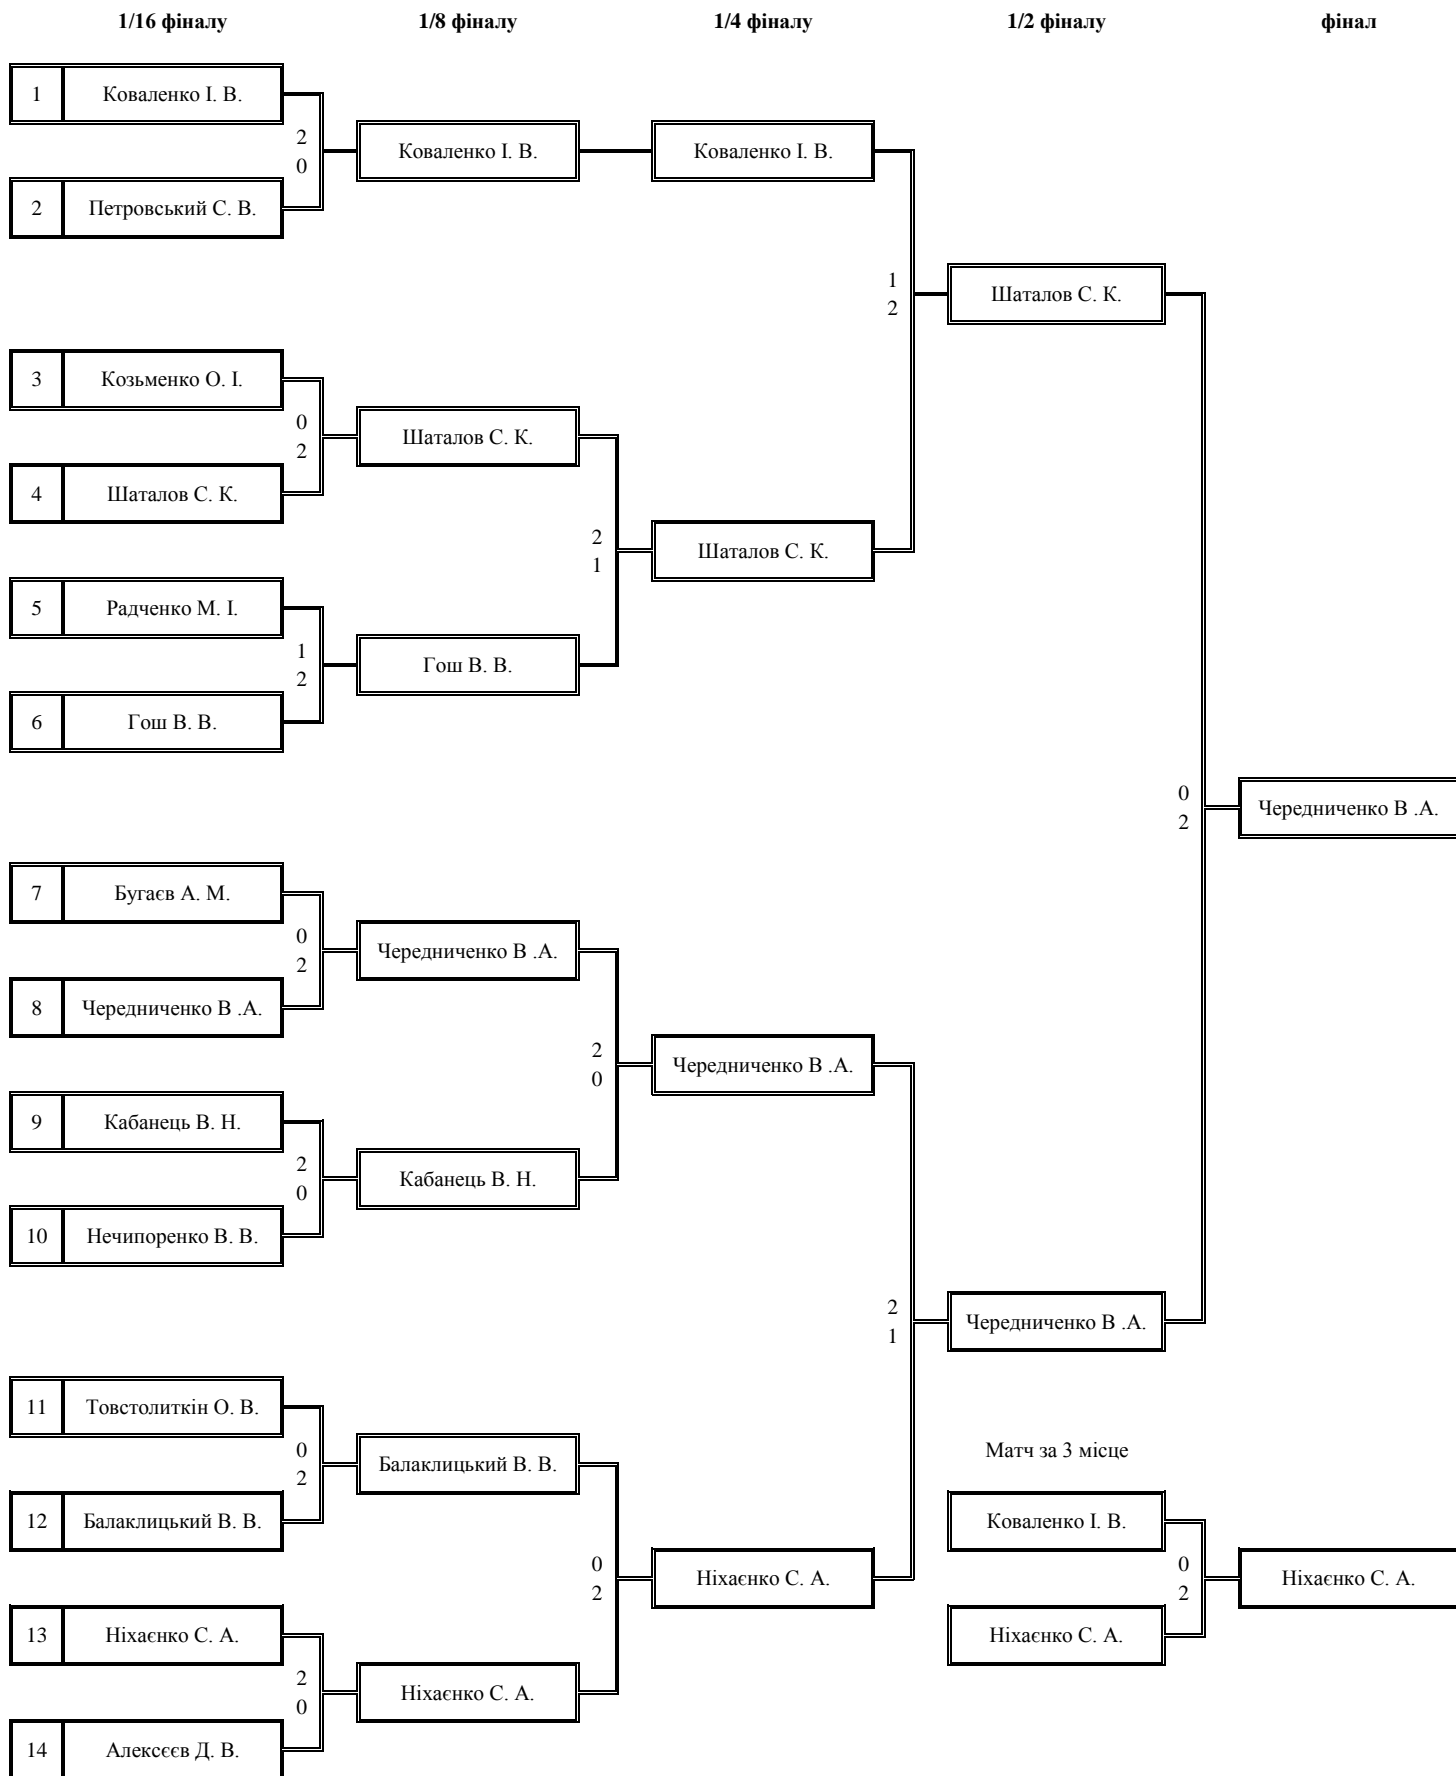 1/16 фіналу 1/8 фіналу 1/4 фіналу 1/2 фіналу фінал
1 Коваленко І. В.
2
0
Коваленко І. В. Коваленко І. В.
2 Петровський С. В.
1
2
Шаталов С. К.
3 Козьменко О. І.
0
2
Шаталов С. К.
4 Шаталов С. К.
2
1
Шаталов С. К.
5 Радченко М. І.
1
2
Гош В. В.
6 Гош В. В.
0
2
Чередниченко В .А.
7 Бугаєв А. М.
0
2
Чередниченко В .А.
8 Чередниченко В .А.
2
0
Чередниченко В .А.
9 Кабанець В. Н.
2
0
Кабанець В. Н.
10 Нечипоренко В. В.
2
1
Чередниченко В .А.
11 Товстолиткін О. В.
0
2
Балаклицький В. В.
Матч за 3 місце
12 Балаклицький В. В.
Коваленко І. В.
0
2
Ніхаєнко С. А.
0
2
Ніхаєнко С. А.
13 Ніхаєнко С. А.
Ніхаєнко С. А.
2
0
Ніхаєнко С. А.
14 Алексєєв Д. В.